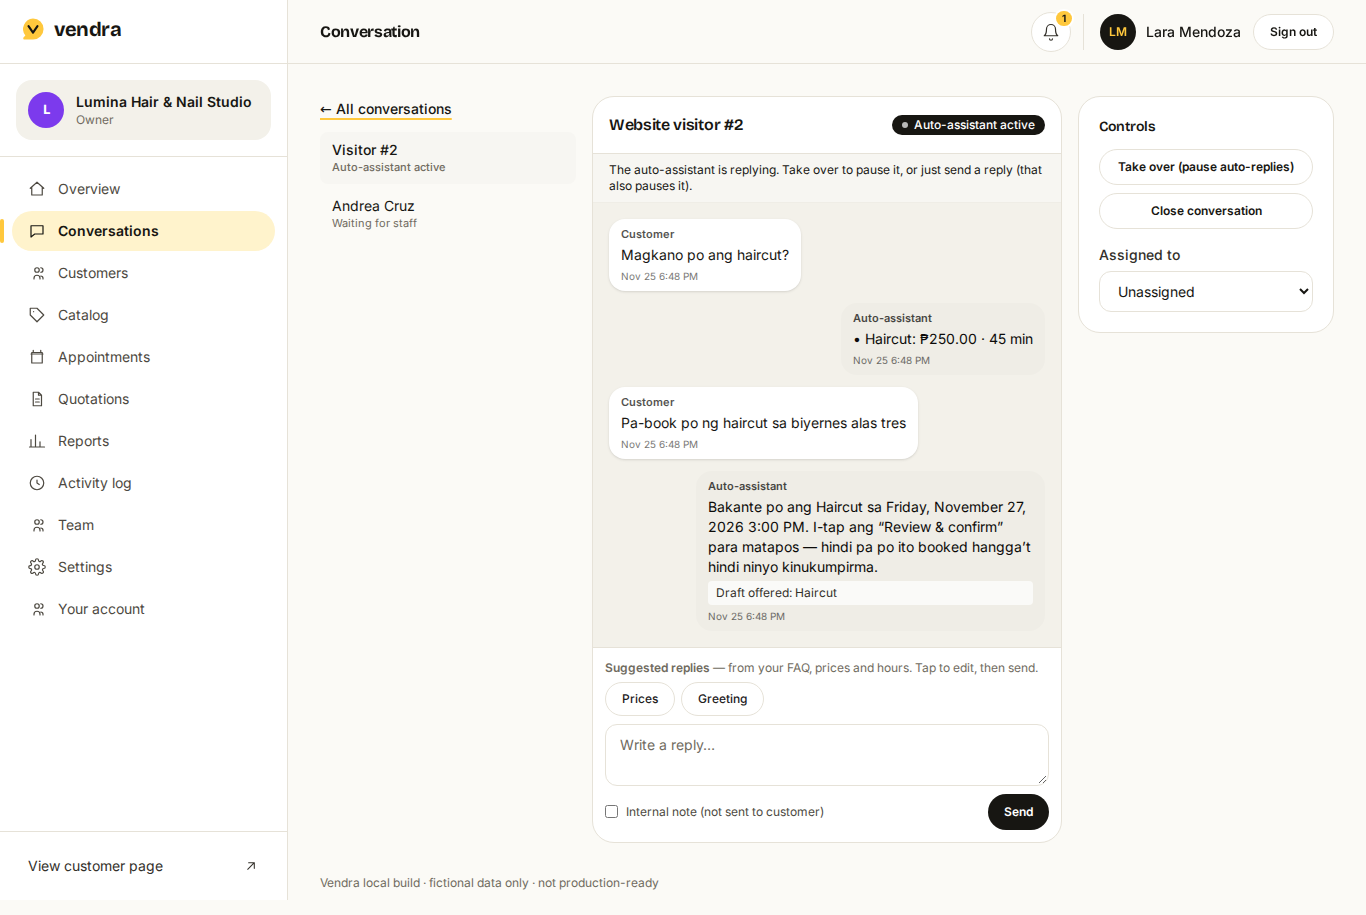 vendra
Conversation
1
LM
Lara Mendoza
Sign out
L
Lumina Hair & Nail Studio
Owner
Overview
Conversations
Customers
Catalog
Appointments
Quotations
Reports
Activity log
Team
Settings
Your account
View customer page
← All conversations
Visitor #2
Auto-assistant active
Andrea Cruz
Waiting for staff
Website visitor #2
Auto-assistant active
The auto-assistant is replying. Take over to pause it, or just send a reply (that
also pauses it).
Customer
Magkano po ang haircut?
Nov 25 6:48 PM
Auto-assistant
• Haircut: ₱250.00 · 45 min
Nov 25 6:48 PM
Customer
Pa-book po ng haircut sa biyernes alas tres
Nov 25 6:48 PM
Auto-assistant
Bakante po ang Haircut sa Friday, November 27,
2026 3:00 PM. I-tap ang “Review & confirm”
para matapos — hindi pa po ito booked hangga’t
hindi ninyo kinukumpirma.
Draft offered: Haircut
Nov 25 6:48 PM
Suggested replies — from your FAQ, prices and hours. Tap to edit, then send.
Prices
Greeting
Write a reply...
Internal note (not sent to customer)
Send
Controls
Take over (pause auto-replies)
Close conversation
Assigned to
Unassigned
Vendra local build · fictional data only · not production-ready